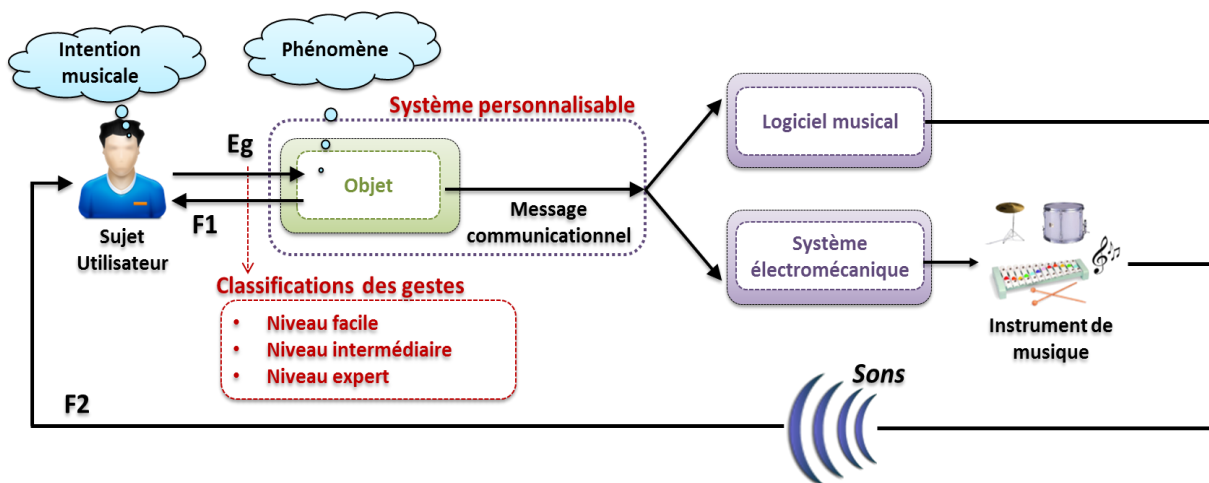 Intention
musicale
Phénomène
Système personnalisable
Eg
Objet
F1
Sujet
Utilisateur
Message
communicationnel
Logiciel musical
Système
électromécanique
Instrument de
musique
Classifications des gestes
• Niveau facile
• Niveau intermédiaire
• Niveau expert
Sons
F2